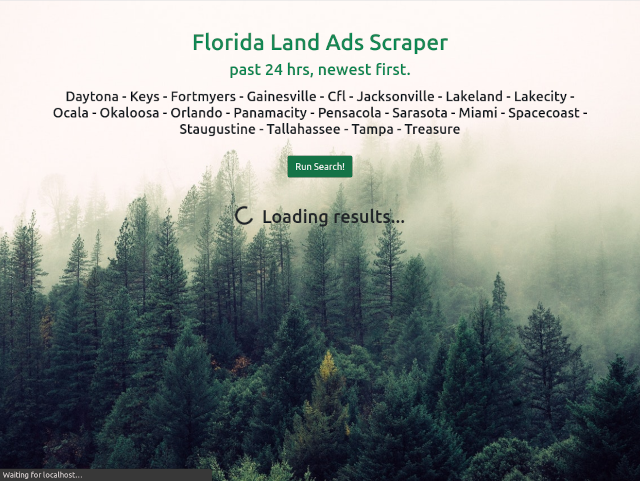 Florida Land Ads Scraper
past 24 hrs, newest first.
Daytona - Keys - Fortmyers - Gainesville - Cfl - Jacksonville - Lakeland - Lakecity -
Ocala - Okaloosa - Orlando - Panamacity - Pensacola - Sarasota - Miami - Spacecoast -
Staugustine - Tallahassee - Tampa - Treasure
Run Search!
Loading results...
Waiting for localhost...